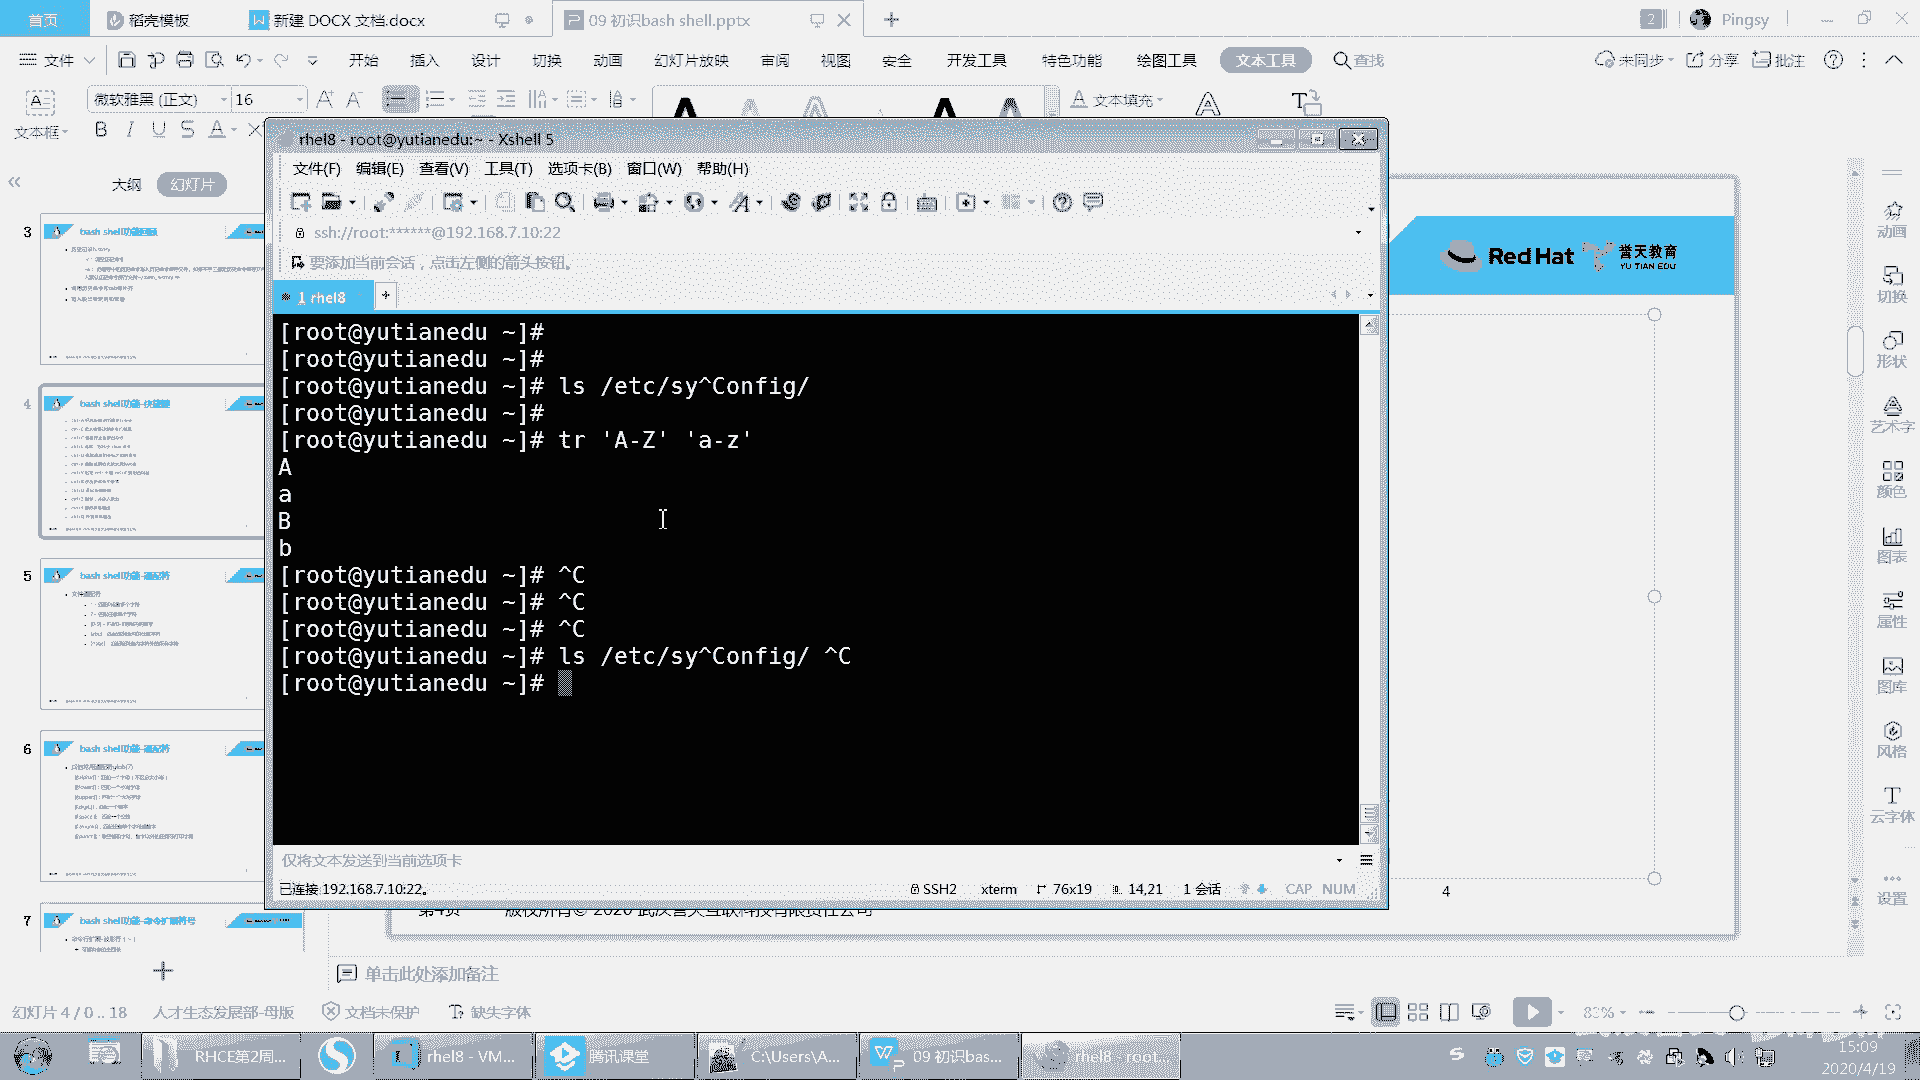 首页
稻壳模板
新建 DOCX 文档.docx
09 初识bash shell.pptx
2
Pingsy
文件
开始
插入
设计
切换
动画
幻灯片放映
审阅
视图
安全
开发工具
特色功能
绘图工具
文本工具
查找
未同步
分享
批注
文本框
微软雅黑 (正文)
16
文本填充
大纲
幻灯片
rhel8 - root@yutianedu:~ - Xshell 5
文件(F) 编辑(E) 查看(V) 工具(T) 选项卡(B) 窗口(W) 帮助(H)
ssh://root:******@192.168.7.10:22
要添加当前会话，点击左侧的箭头按钮。
1 rhel8
[root@yutianedu ~]#
[root@yutianedu ~]#
[root@yutianedu ~]# ls /etc/sy^Config/
[root@yutianedu ~]#
[root@yutianedu ~]# tr 'A-Z' 'a-z'
A
a
B
b
[root@yutianedu ~]# ^C
[root@yutianedu ~]# ^C
[root@yutianedu ~]# ^C
[root@yutianedu ~]# ls /etc/sy^Config/ ^C
[root@yutianedu ~]#
仅将文本发送到当前选项卡
已连接 192.168.7.10:22。
SSH2
xterm
76x19
14,21
1 会话
CAP
NUM
Red Hat
誉天教育
YU TIAN EDU
3
4
bash shell功能-快捷键
5
bash shell功能-通配符
文件通配符
6
bash shell功能-通配符
7
bash shell功能-命令扩展符号
4
第4页
版权所有© 2020 武汉誉天互联科技有限责任公司
动画
切换
形状
艺术字
颜色
图表
属性
图库
风格
云字体
设置
单击此处添加备注
幻灯片 4 / 0 .. 18
人才生态发展部-母版
文档未保护
缺失字体
83%
RHCE第2周...
rhel8 - VM...
腾讯课堂
C:\Users\A...
09 初识bas...
rhel8 - root...
15:09
2020/4/19